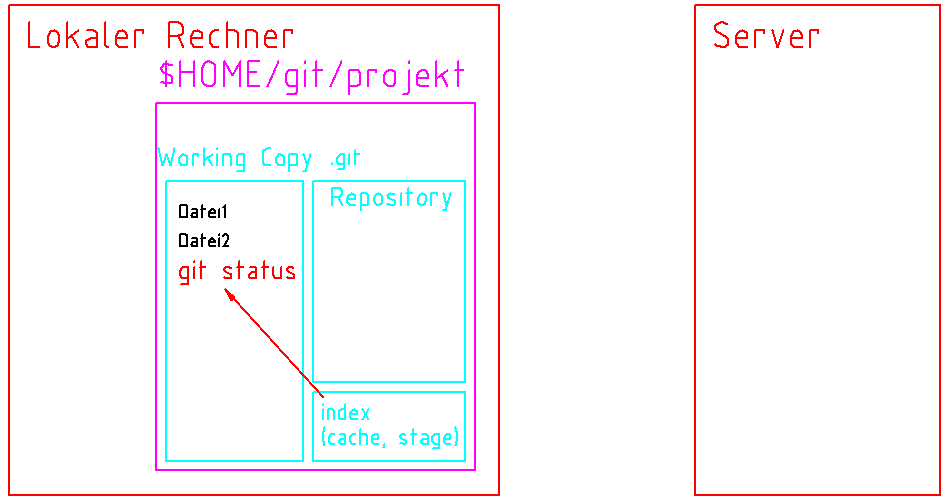 Lokaler Rechner
Server
$HOME/git/projekt
Working Copy .git
Repository
Datei1
Datei2
git status
index
(cache, stage)